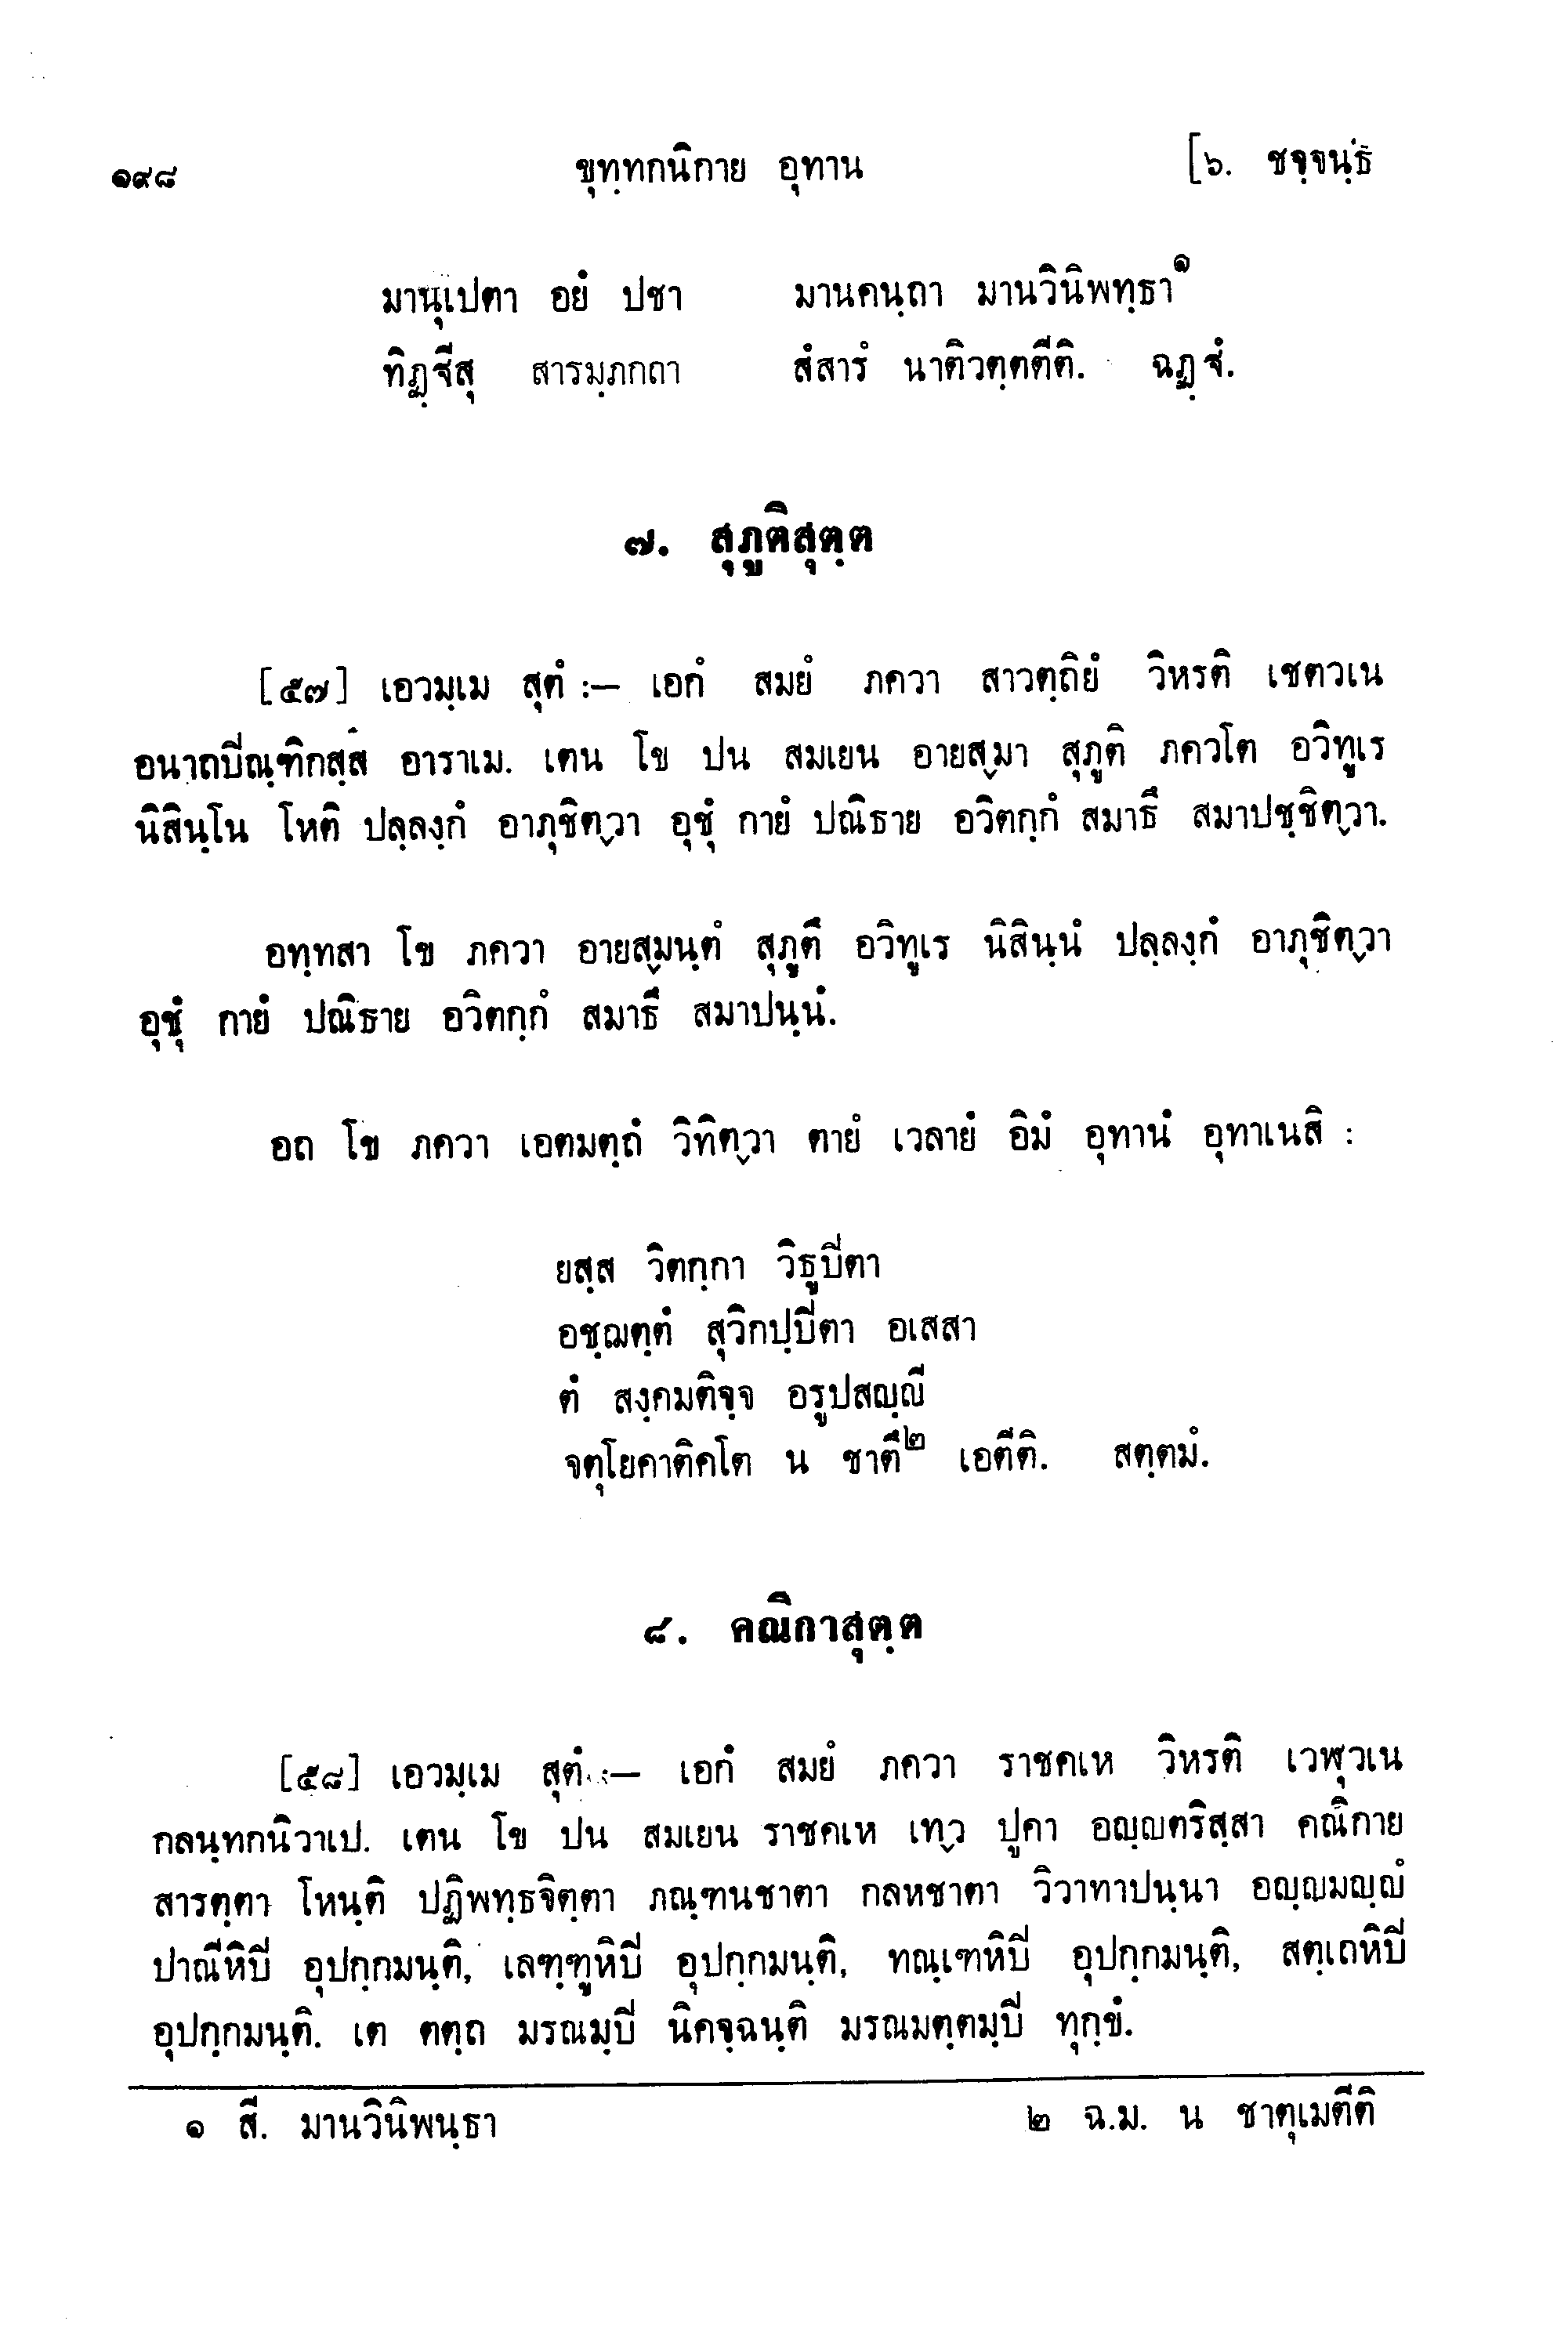 ๑๙๘ ขุทฺทกนิกาย อุทาน [๖. ชจฺจนฺธ
มานุเปตา อยํ ปชา มานคนฺถา มานวินิพทฺธา๑
ทิฏฺฐีสุ สารมฺภกถา สํสารํ นาติวตฺตตีติ. ฉฏฺฐํ.
๗. สุภูติสุตฺต
[๕๗] เอวมฺเม สุตํ :– เอกํ สมยํ ภควา สาวตฺถิยํ วิหรติ เชตวเน
อนาถปิณฺฑิกสฺส อาราเม. เตน โข ปน สมเยน อายสฺมา สุภูติ ภควโต อวิทูเร
นิสินฺโน โหติ ปลฺลงฺกํ อาภุชิตฺวา อุชุํ กายํ ปณิธาย อวิตกฺกํ สมาธึ สมาปชฺชิตฺวา.
อทฺทสา โข ภควา อายสฺมนฺตํ สุภูตึ อวิทูเร นิสินฺนํ ปลฺลงฺกํ อาภุชิตฺวา
อุชุํ กายํ ปณิธาย อวิตกฺกํ สมาธึ สมาปนฺนํ.
อถ โข ภควา เอตมตฺถํ วิทิตฺวา ตายํ เวลายํ อิมํ อุทานํ อุทาเนสิ :
ยสฺส วิตกฺกา วิธูปิตา
อชฺฌตฺตํ สุวิกปฺปิตา อเสสา
ตํ สงฺคมติจฺจ อรูปสญฺญี
จตุโยคาติคโต น ชาตึ๒ เอตีติ. สตฺตมํ.
๘. คณิกาสุตฺต
[๕๘] เอวมฺเม สุตํ :– เอกํ สมยํ ภควา ราชคเห วิหรติ เวฬุวเน
กลนฺทกนิวาเป. เตน โข ปน สมเยน ราชคเห เทฺว ปูคา อญฺญตริสฺสา คณิกาย
สารตฺตา โหนฺติ ปฏิพทฺธจิตฺตา ภณฺฑนชาตา กลหชาตา วิวาทาปนฺนา อญฺญมญฺญํ
ปาณีหิปิ อุปกฺกมนฺติ, เลฑฺฑูหิปิ อุปกฺกมนฺติ, ทณฺเฑหิปิ อุปกฺกมนฺติ, สตฺเถหิปิ
อุปกฺกมนฺติ. เต ตตฺถ มรณมฺปิ นิคจฺฉนฺติ มรณมตฺตมฺปิ ทุกฺขํ.
๑ สี. มานวินิพนฺธา ๒ ฉ.ม. น ชาตุเมตีติ